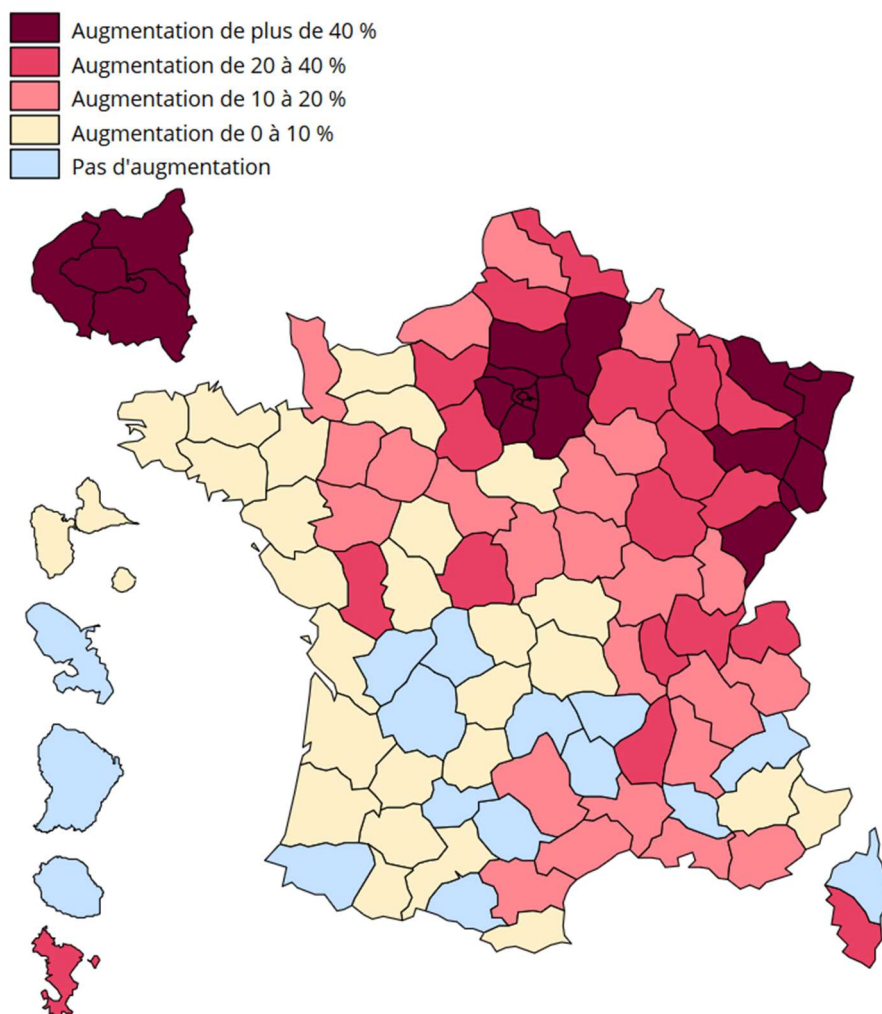 Augmentation de plus de 40 %
Augmentation de 20 à 40 %
Augmentation de 10 à 20 %
Augmentation de 0 à 10 %
Pas d'augmentation